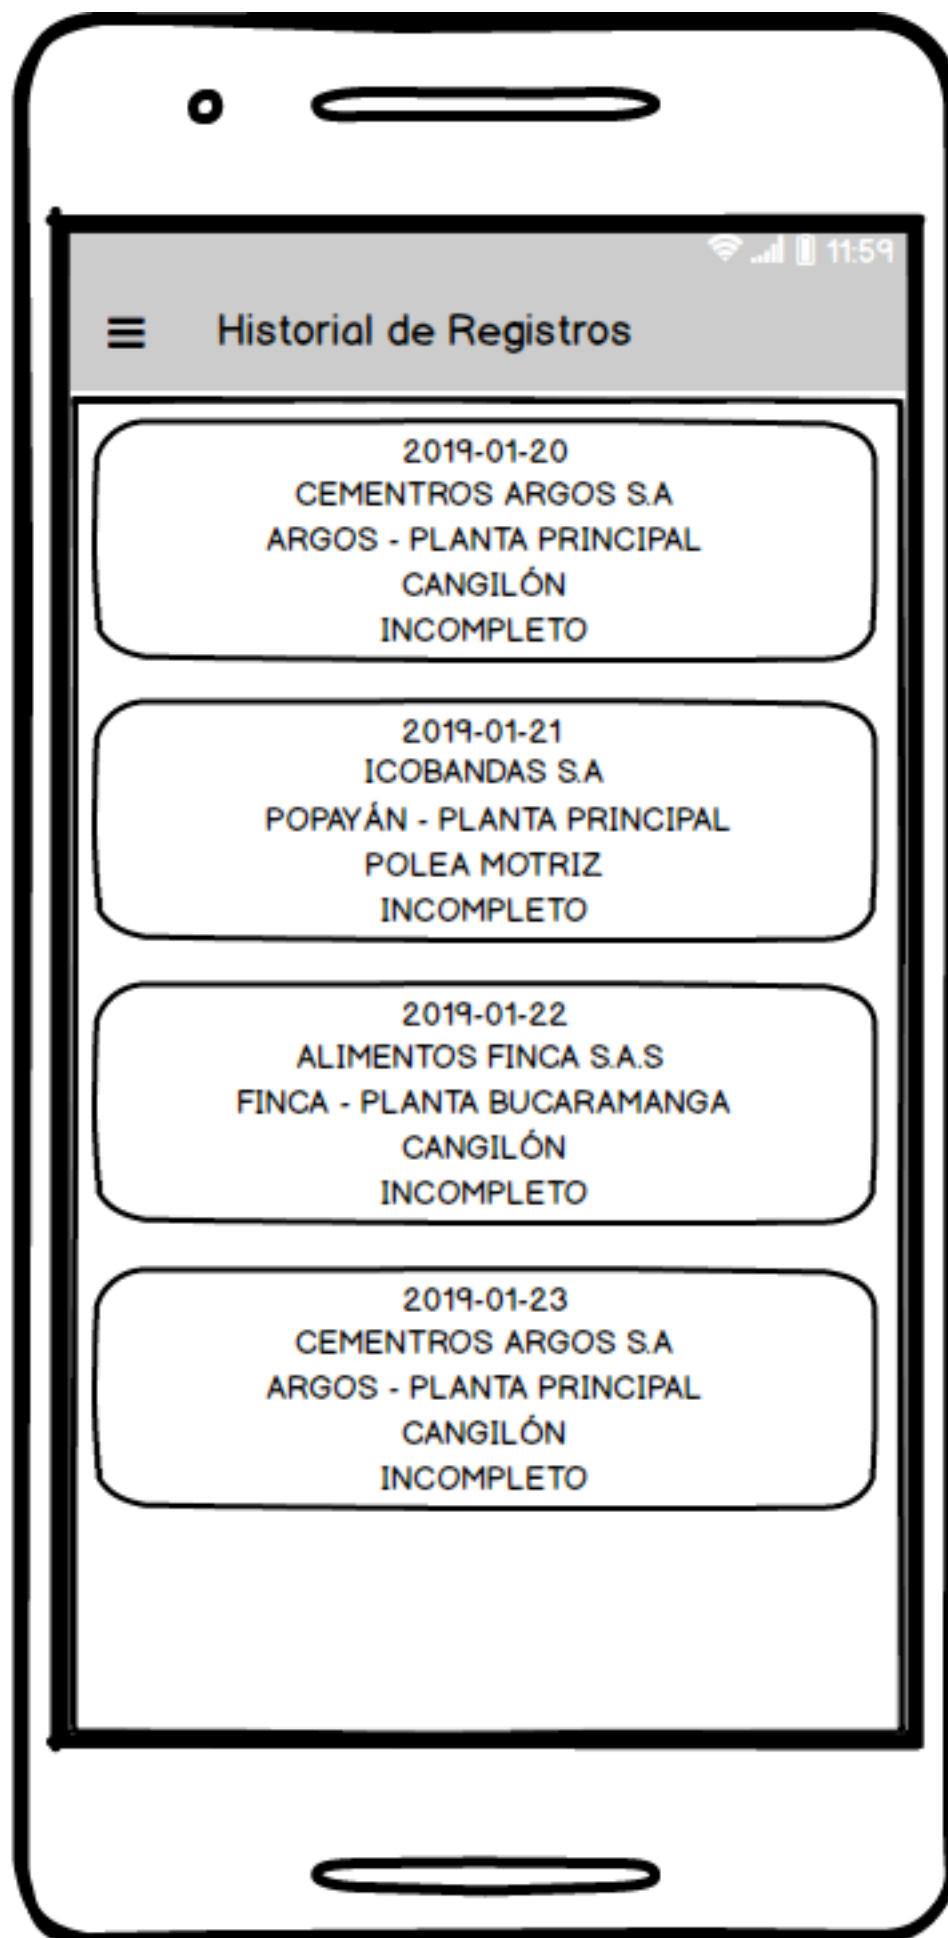 11:59
Historial de Registros
2019-01-20
CEMENTROS ARGOS S.A
ARGOS - PLANTA PRINCIPAL
CANGILÓN
INCOMPLETO
2019-01-21
ICOBANDAS S.A
POPAYÁN - PLANTA PRINCIPAL
POLEA MOTRIZ
INCOMPLETO
2019-01-22
ALIMENTOS FINCA S.A.S
FINCA - PLANTA BUCARAMANGA
CANGILÓN
INCOMPLETO
2019-01-23
CEMENTROS ARGOS S.A
ARGOS - PLANTA PRINCIPAL
CANGILÓN
INCOMPLETO